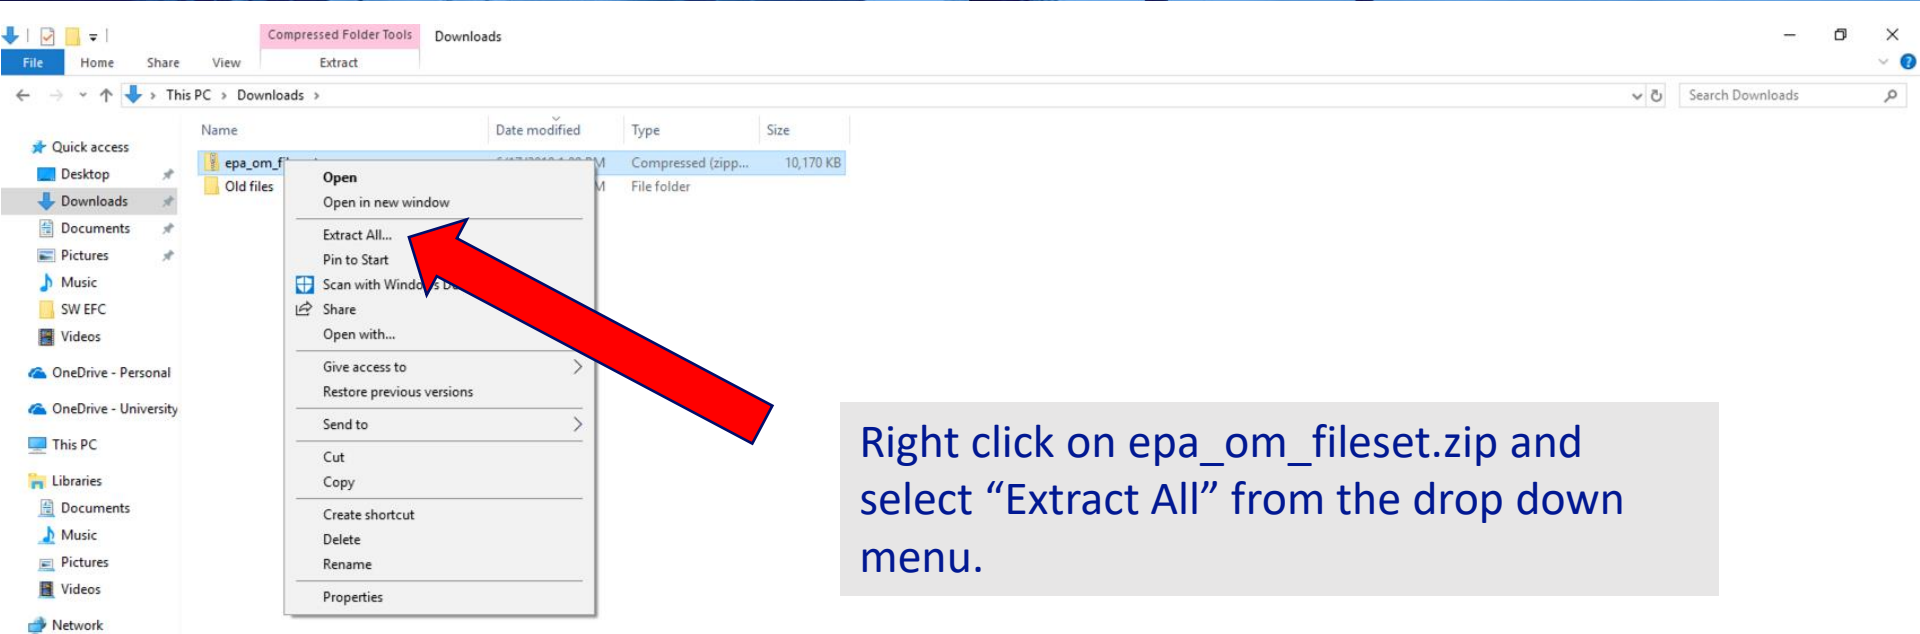 Compressed Folder Tools Downloads
File Home Share View Extract
This PC Downloads
Search Downloads
Name Date modified Type Size
Quick access
Desktop
Downloads
Documents
Pictures
Music
SW EFC
Videos
OneDrive - Personal
OneDrive - University
This PC
Libraries
Documents
Music
Pictures
Videos
Network
Compressed (zipp... 10,170 KB
Old files File folder
Open
Open in new window
Extract All...
Pin to Start
Scan with
Share
Open with...
Give access to
Restore previous versions
Send to
Cut
Copy
Create shortcut
Delete
Rename
Properties
Right click on epa_om_fileset.zip and
select “Extract All” from the drop down
menu.